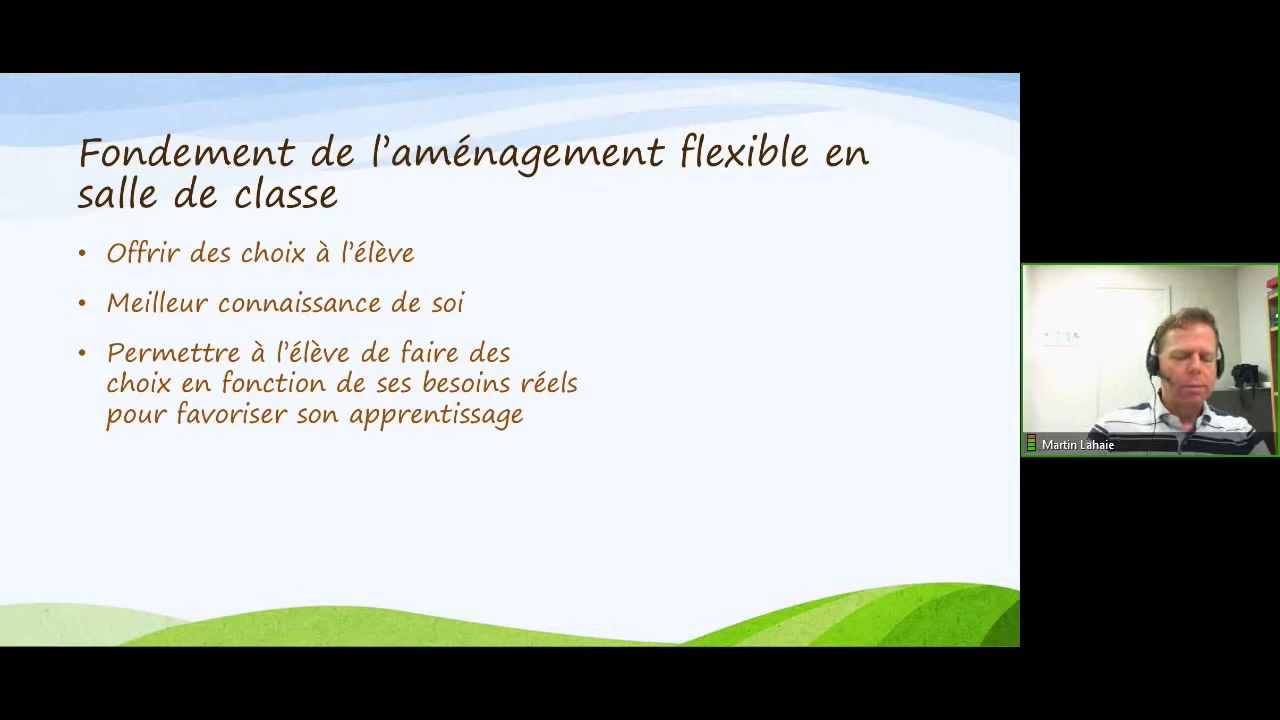 Fondement de l’aménagement flexible en
salle de classe
• Offrir des choix à l’élève
• Meilleur connaissance de soi
• Permettre à l’élève de faire des
choix en fonction de ses besoins réels
pour favoriser son apprentissage
Martin Lahaie